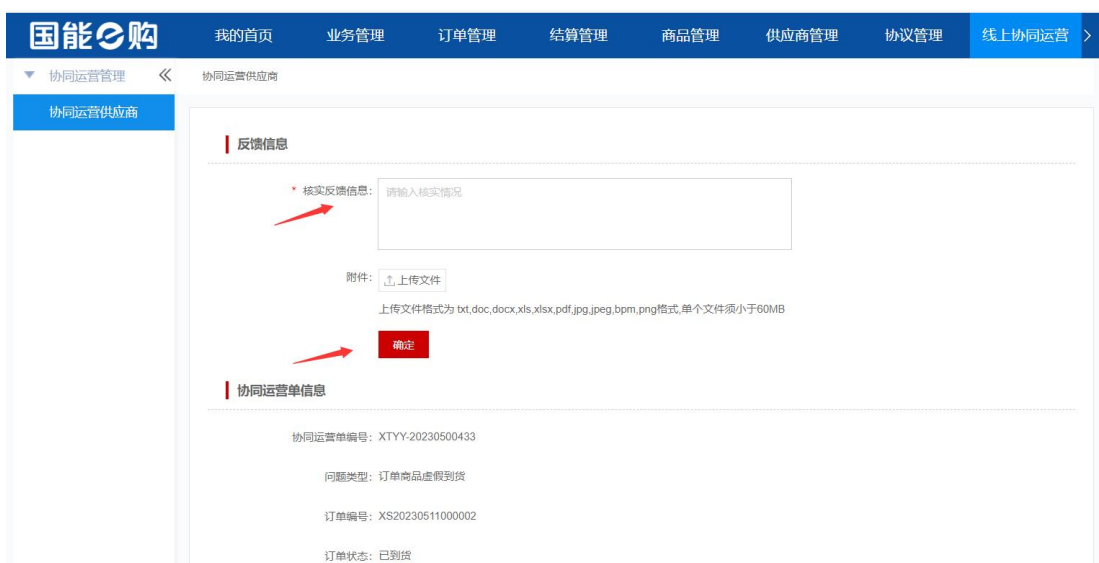 国能e购 我的首页 业务管理 订单管理 结算管理 商品管理 供应商管理 协议管理 线上协同运营
协同运营管理 协同运营供应商
协同运营供应商
反馈信息
* 核实反馈信息: 请输入核实情况
附件: 上传文件
上传文件格式为 txt,doc,docx,xls,xlsx,pdf,jpg,jpeg,bpm,png格式,单个文件须小于60MB
确定
协同运营单信息
协同运营单编号: XTYY-20230500433
问题类型: 订单商品虚假到货
订单编号: XS20230511000002
订单状态: 已到货